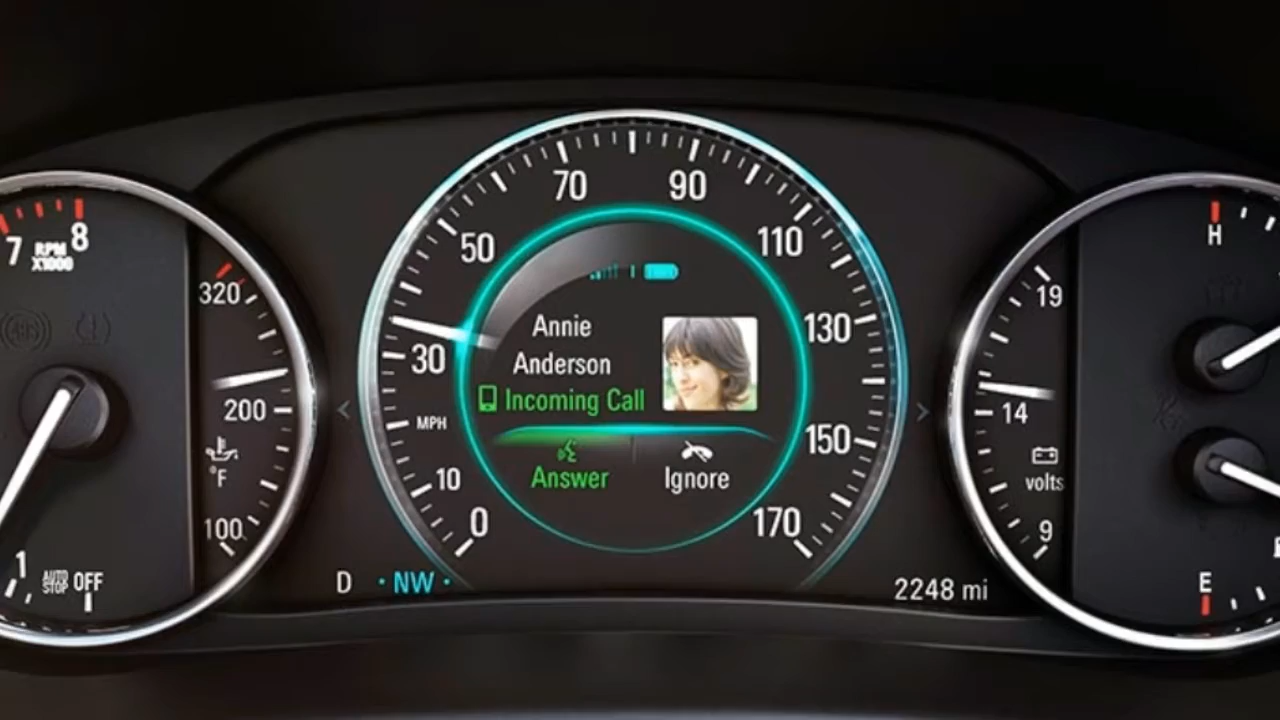 7 8
RPM
X1000
320
200
°F
100
1
AUTO
STOP OFF
70 90
50 110
30 130
MPH
150
10
0 170
Annie
Anderson
Incoming Call
Answer Ignore
D · NW ·
2248 mi
19
14
volts
9
H
E